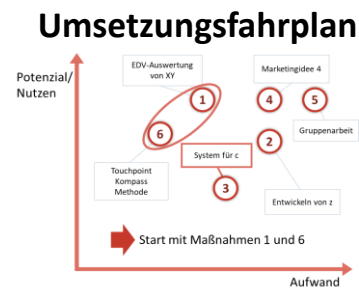 Umsetzungsfahrplan
Potenzial/
Nutzen
EDV-Auswertung
von XY
Marketingidee 4
1
4
5
Gruppenarbeit
6
2
System für c
Touchpoint
Kompass
Methode
3
Entwickeln von z
Start mit Maßnahmen 1 und 6
Aufwand